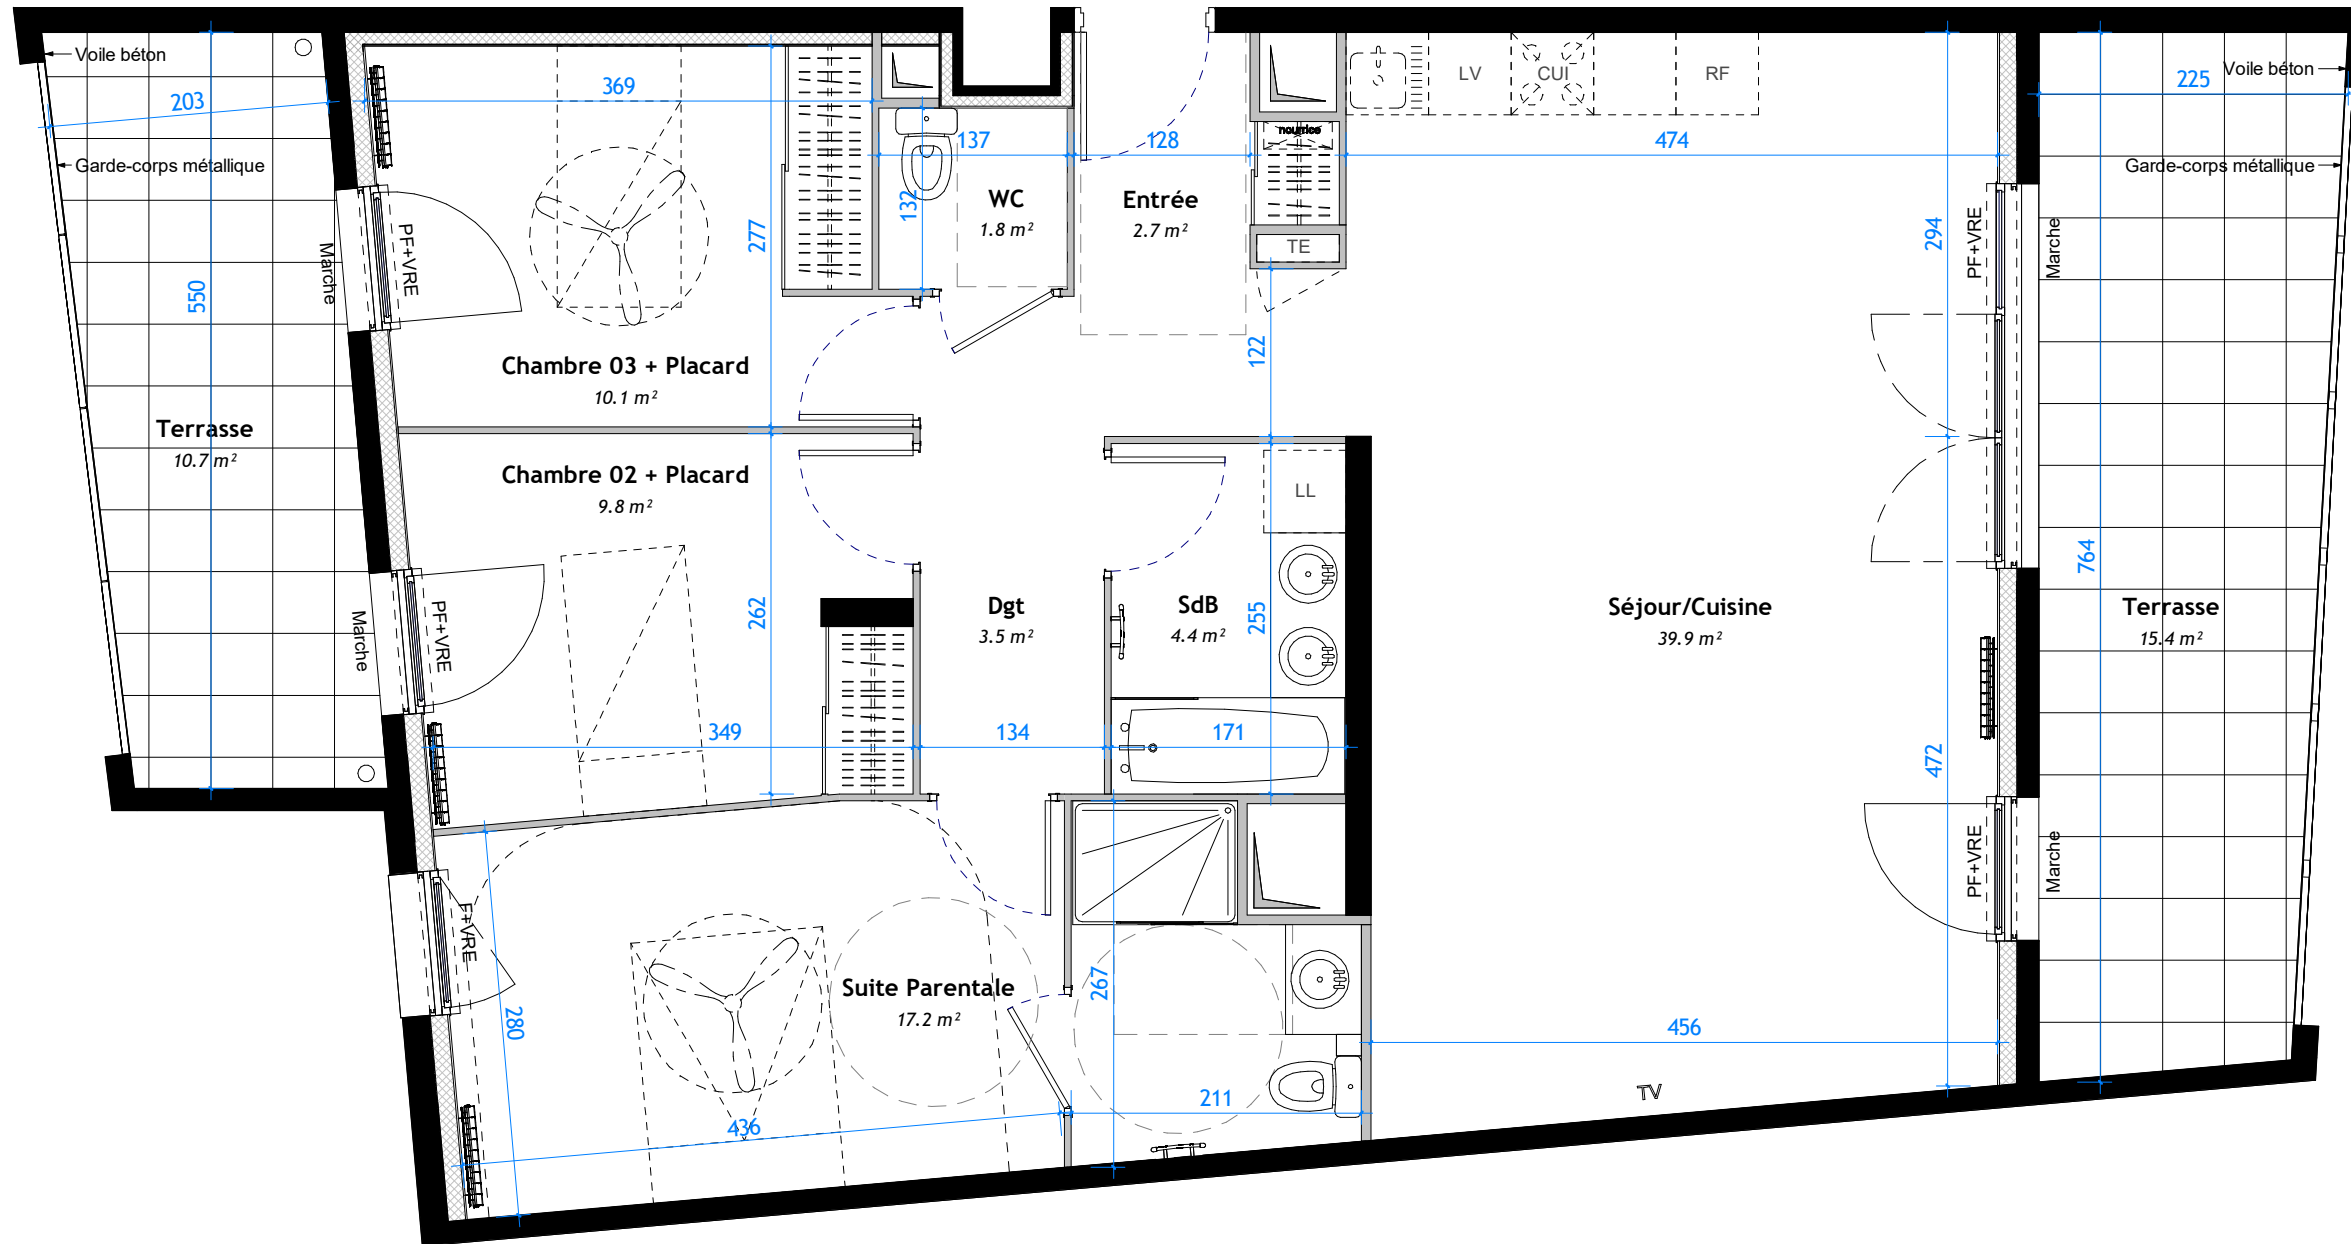 Voile béton
203
Garde-corps métallique
550
Terrasse
10.7 m²
Marche
PF+VRE
369
277
Chambre 03 + Placard
10.1 m²
137
132
WC
1.8 m²
128
Entrée
2.7 m²
nourrice
TE
122
LV
CUI
RF
474
294
PF+VRE
Marche
225
Voile béton
Garde-corps métallique
Chambre 02 + Placard
9.8 m²
Marche
PF+VRE
262
349
Dgt
3.5 m²
134
LL
SdB
4.4 m²
255
171
Séjour/Cuisine
39.9 m²
472
764
Terrasse
15.4 m²
PF+VRE
Marche
F+VRE
280
Suite Parentale
17.2 m²
436
267
211
456
TV